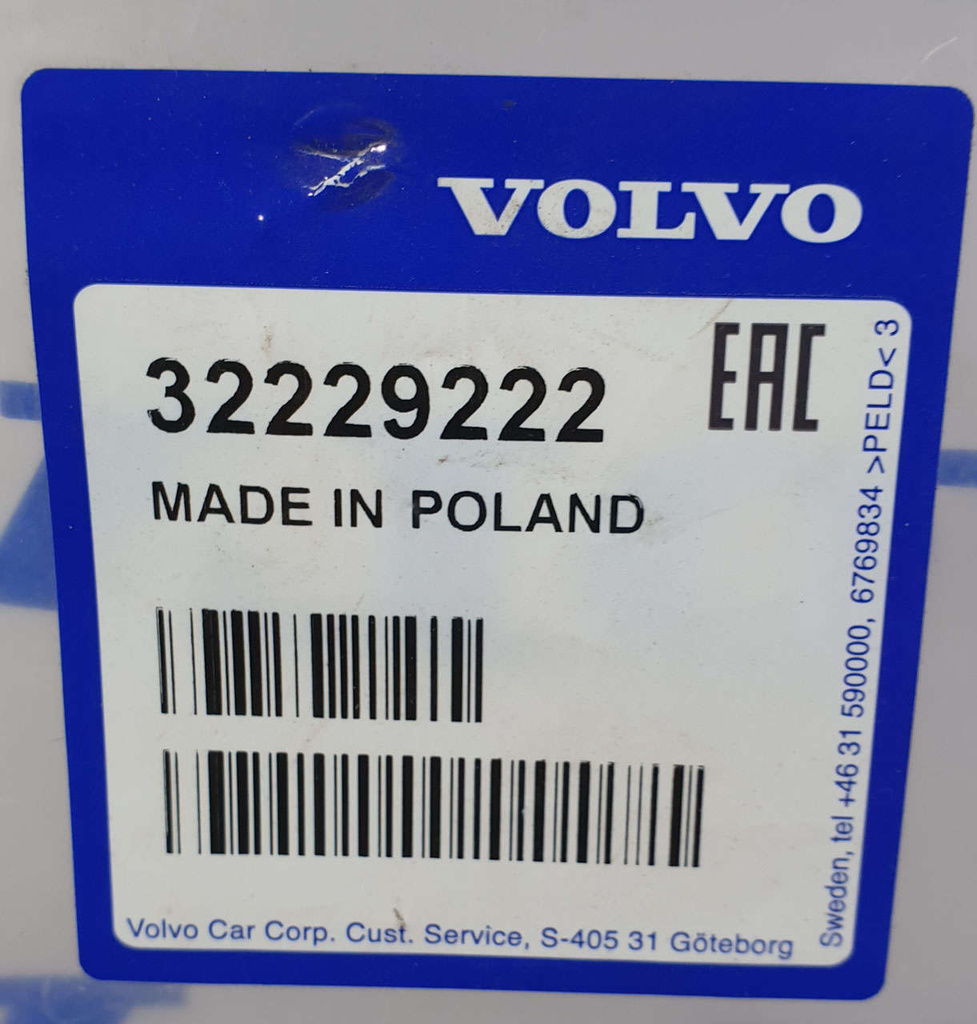 VOLVO
32229222
EAC
MADE IN POLAND
Volvo Car Corp. Cust. Service, S-405 31 Göteborg
Sweden, tel +46 31 590000, 6769834 >PELD< 3